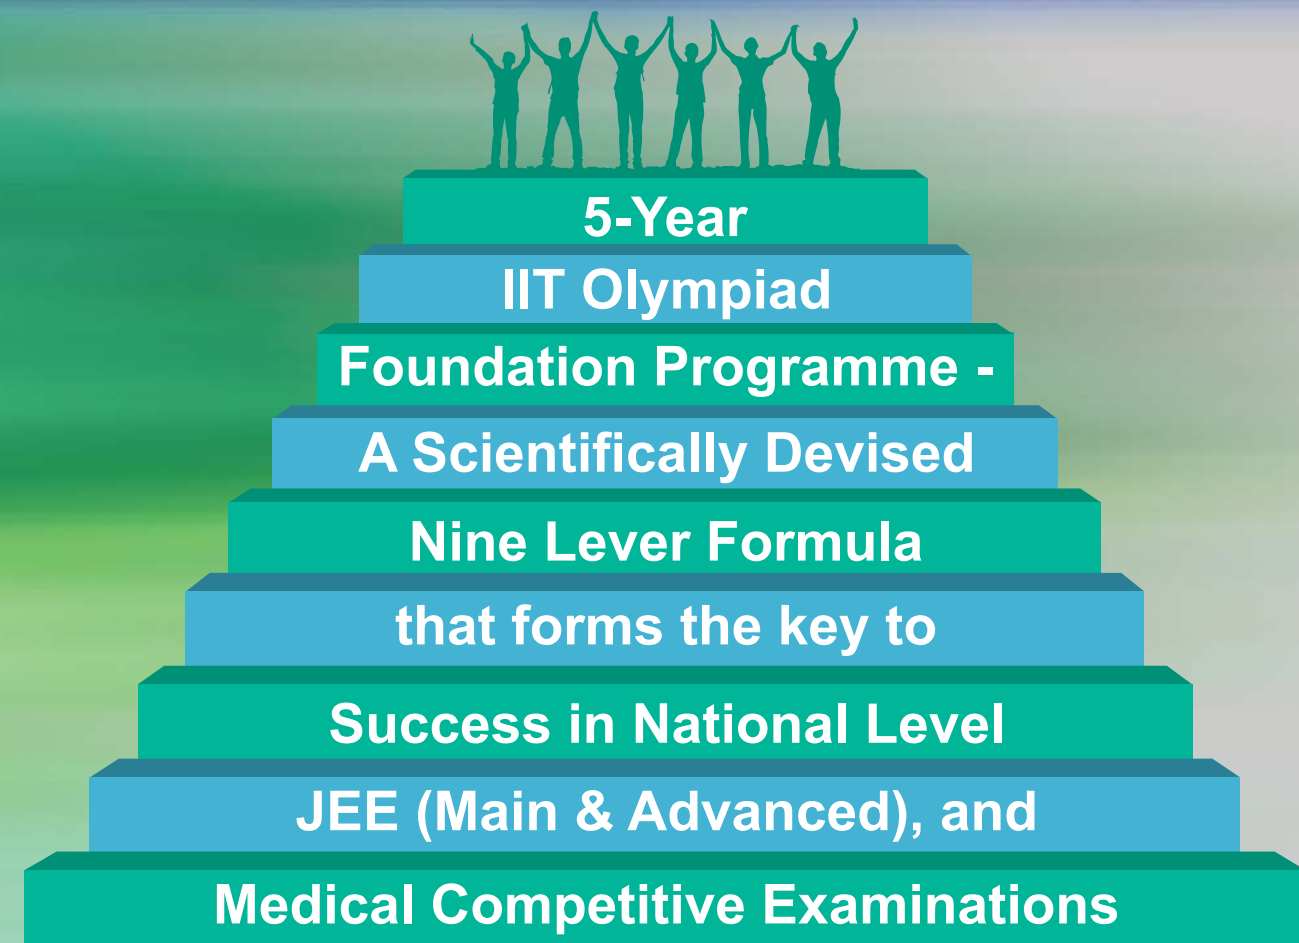 5-Year
IIT Olympiad
Foundation Programme -
A Scientifically Devised
Nine Lever Formula
that forms the key to
Success in National Level
JEE (Main & Advanced), and
Medical Competitive Examinations